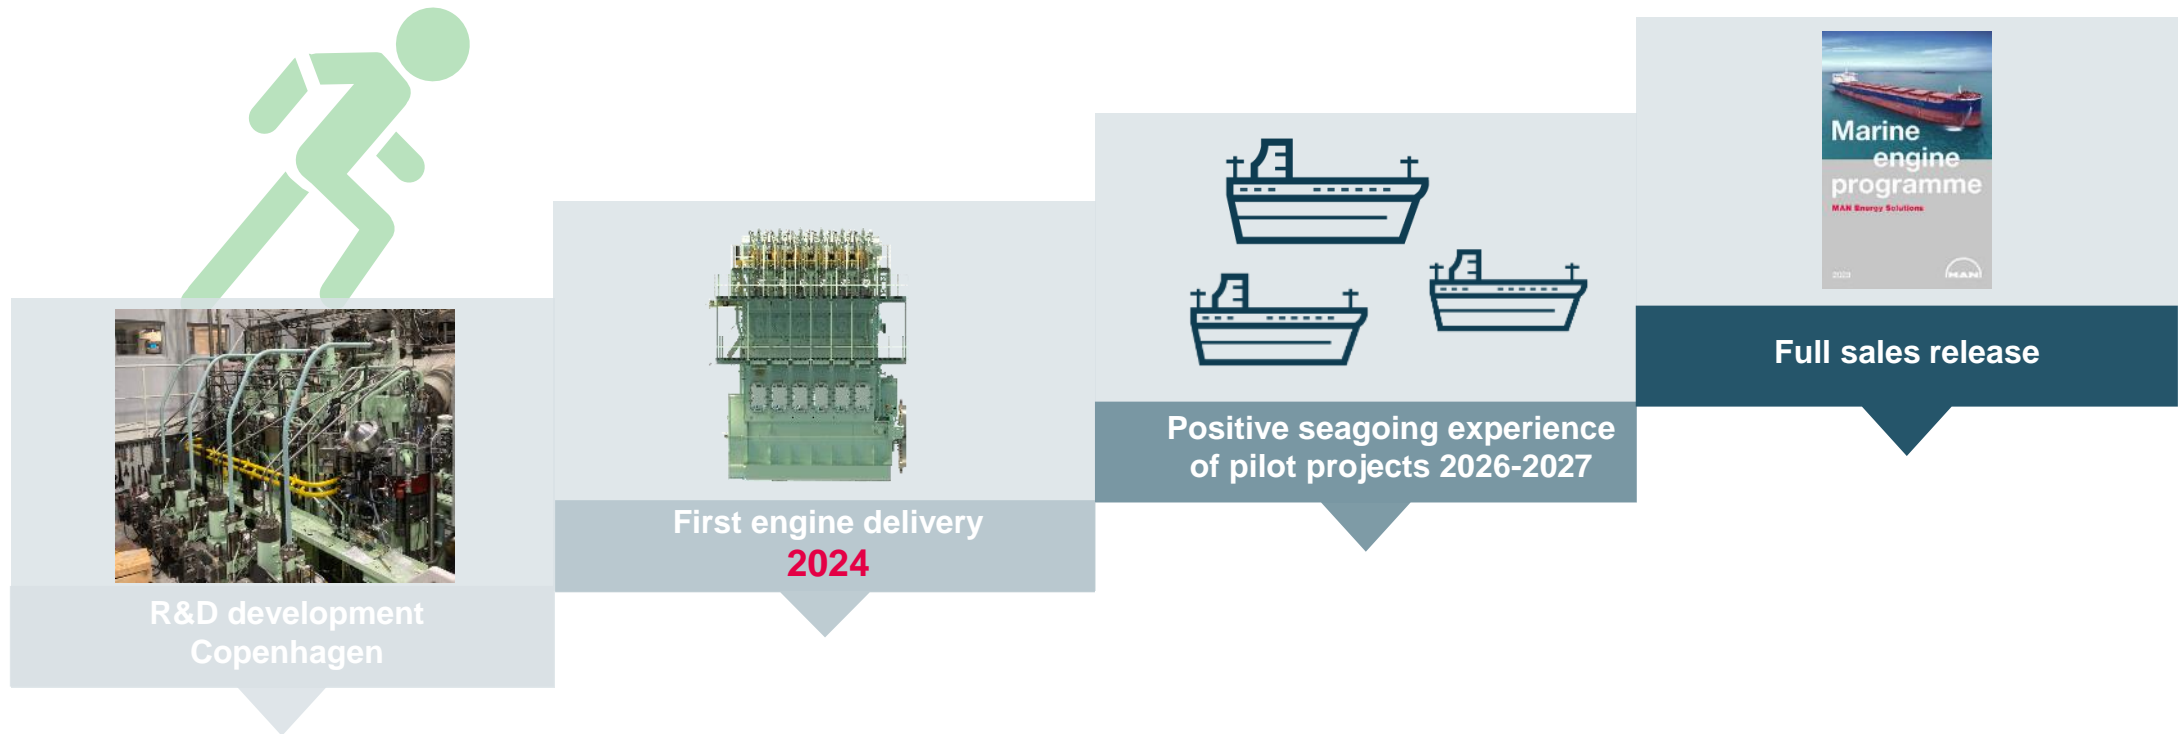 R&D development
Copenhagen
First engine delivery
2024
Positive seagoing experience
of pilot projects 2026-2027
Marine
engine
programme
MAN Energy Solutions
MAN
Full sales release